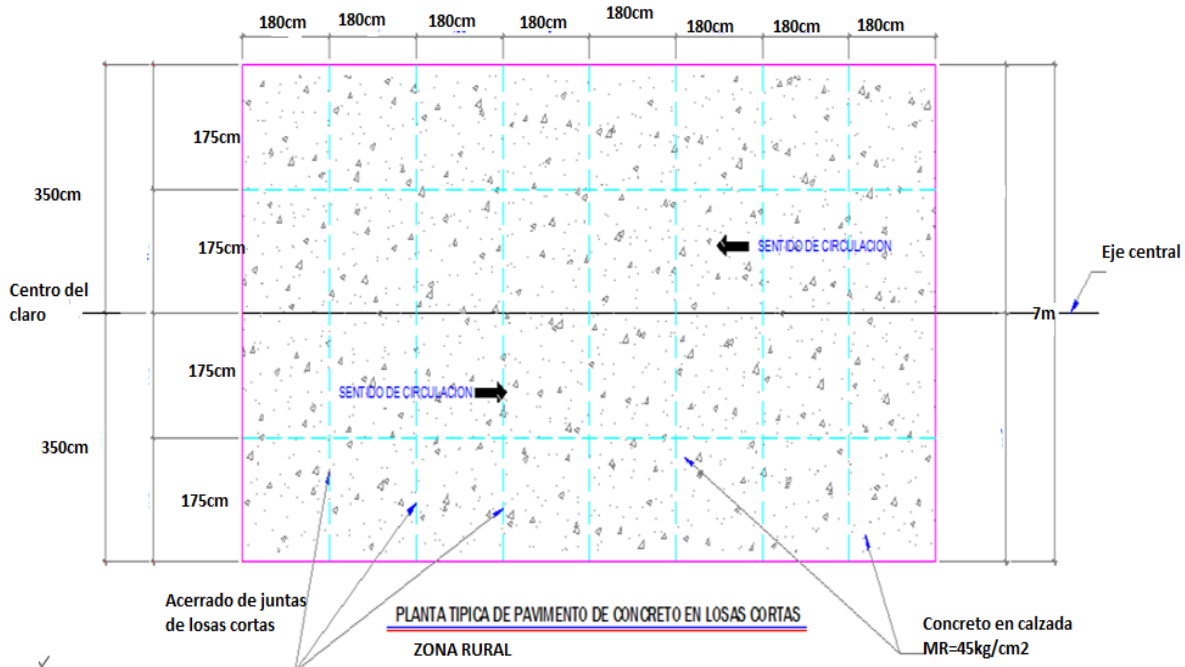 180cm 180cm 180cm 180cm 180cm 180cm 180cm 180cm
175cm
350cm
175cm
SENTIDO DE CIRCULACION
Eje central
Centro del
claro
7m
175cm
SENTIDO DE CIRCULACION
350cm
175cm
Acerrado de juntas
de losas cortas
PLANTA TIPICA DE PAVIMENTO DE CONCRETO EN LOSAS CORTAS
ZONA RURAL
Concreto en calzada
MR=45kg/cm2